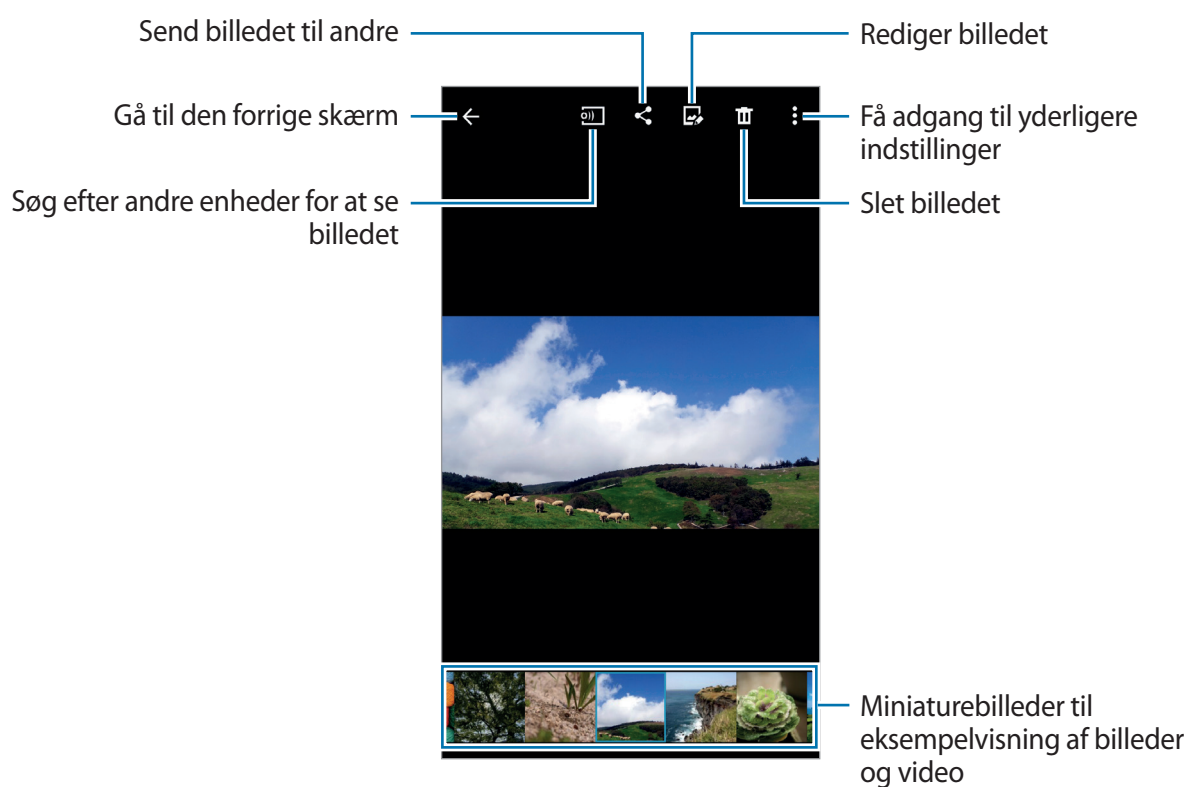 Send billedet til andre
Gå til den forrige skærm
Søg efter andre enheder for at se
billedet
Rediger billedet
Få adgang til yderligere
indstillinger
Slet billedet
Miniaturebilleder til
eksempelvisning af billeder
og video